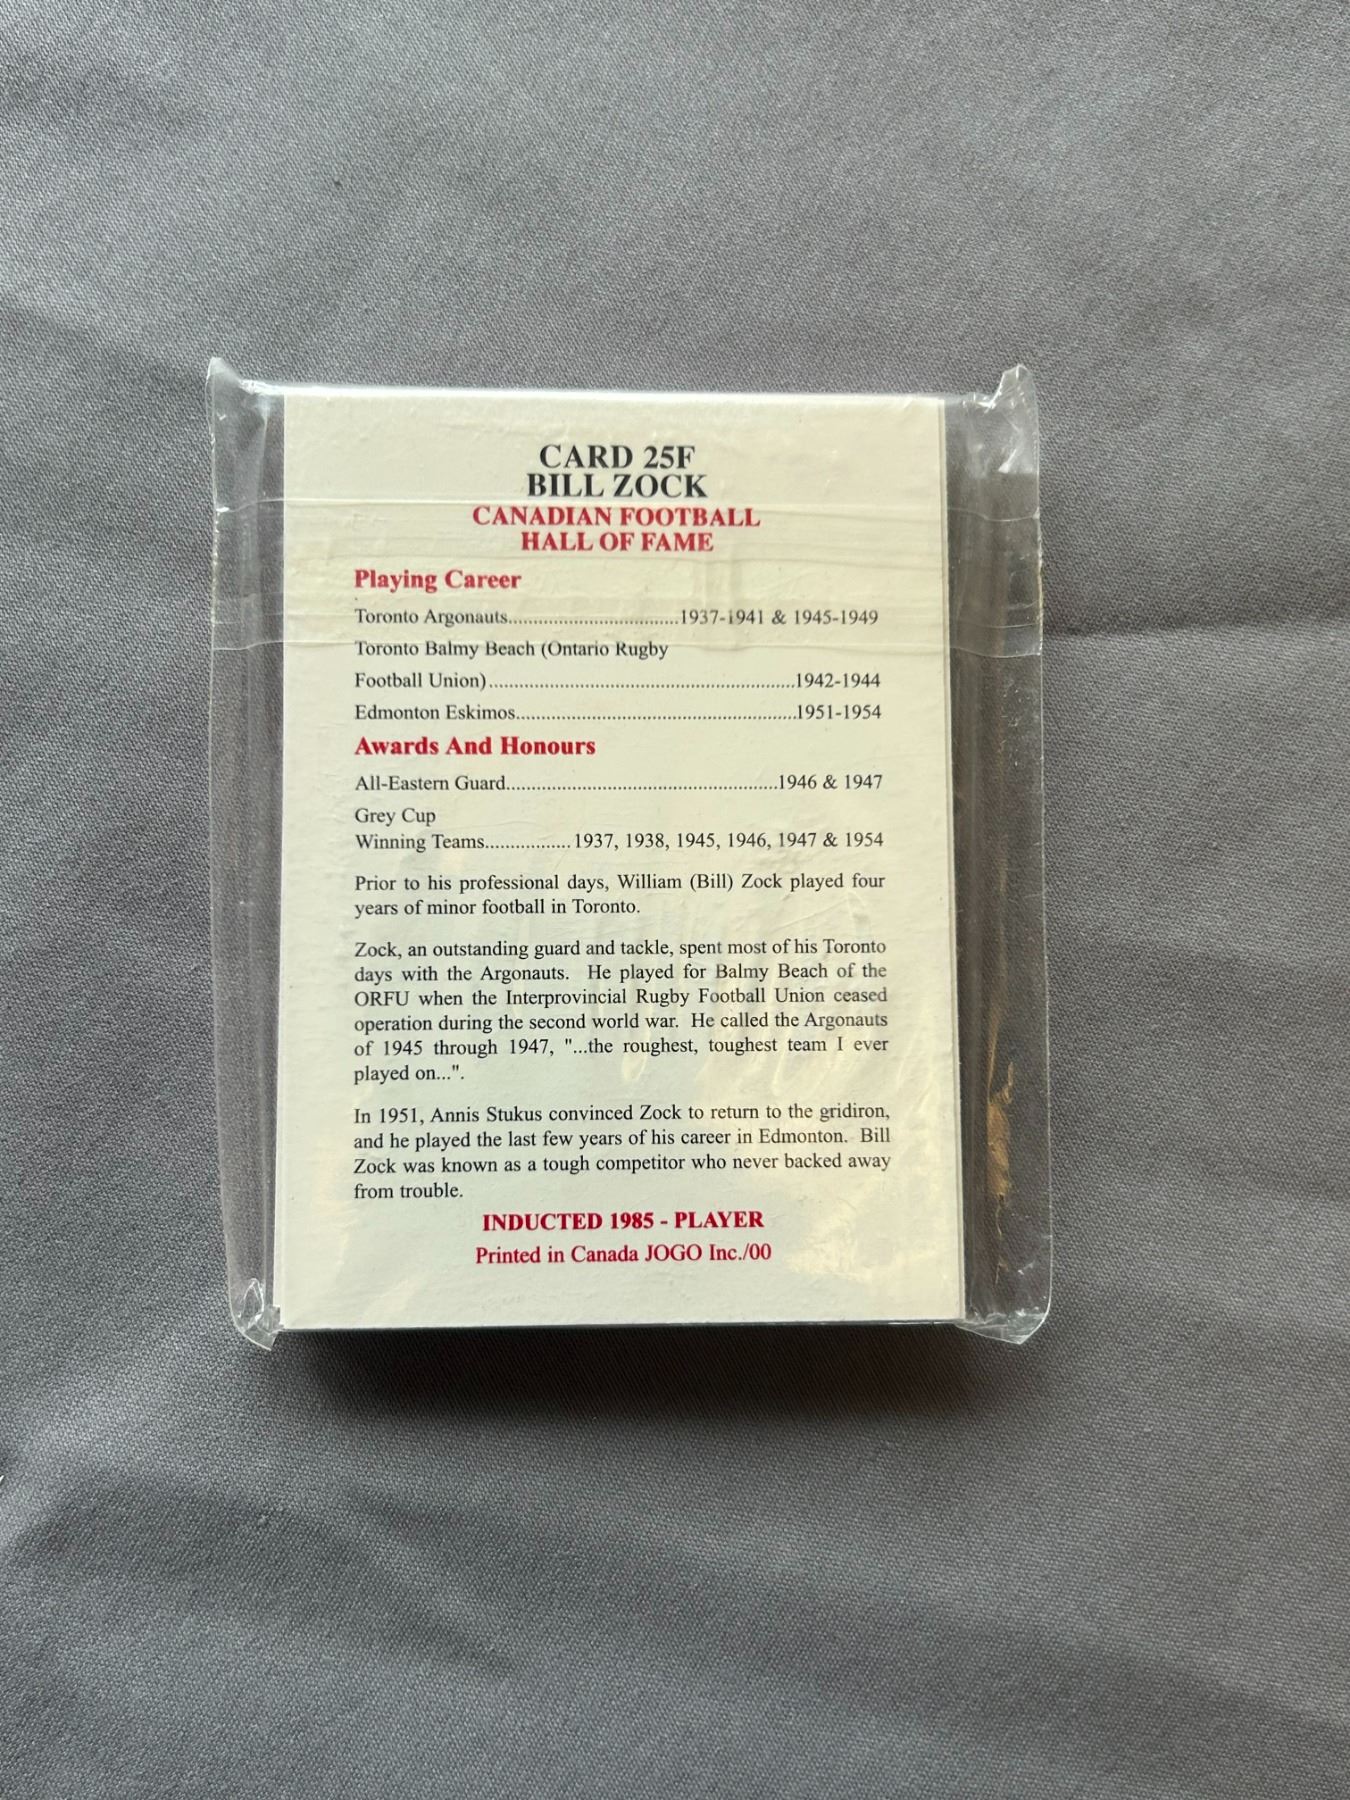 CARD 25F
BILL ZOCK
CANADIAN FOOTBALL
HALL OF FAME
Playing Career
Toronto Argonauts..................................1937-1941 & 1945-1949
Toronto Balmy Beach (Ontario Rugby
Football Union).............................................................1942-1944
Edmonton Eskimos........................................................1951-1954
Awards And Honours
All-Eastern Guard......................................................1946 & 1947
Grey Cup
Winning Teams.................1937, 1938, 1945, 1946, 1947 & 1954
Prior to his professional days, William (Bill) Zock played four
years of minor football in Toronto.
Zock, an outstanding guard and tackle, spent most of his Toronto
days with the Argonauts. He played for Balmy Beach of the
ORFU when the Interprovincial Rugby Football Union ceased
operation during the second world war. He called the Argonauts
of 1945 through 1947, "...the roughest, toughest team I ever
played on...".
In 1951, Annis Stukus convinced Zock to return to the gridiron,
and he played the last few years of his career in Edmonton. Bill
Zock was known as a tough competitor who never backed away
from trouble.
INDUCTED 1985 - PLAYER
Printed in Canada JOGO Inc./00